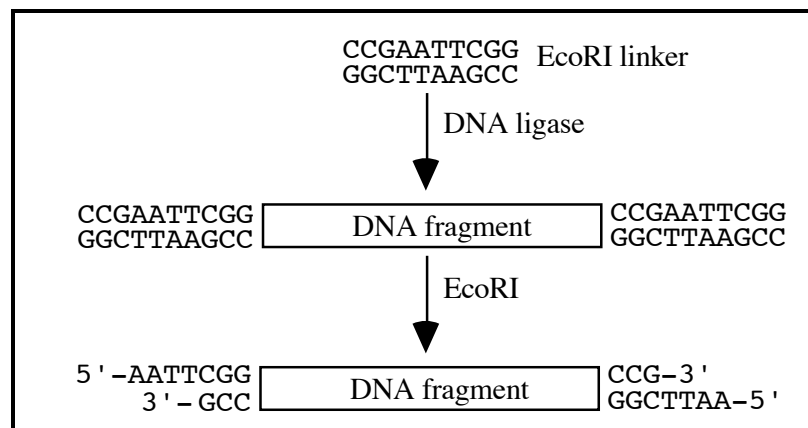 CCGAATTCGG
GGCTTAAGCC
EcoRI linker
DNA ligase
CCGAATTCGG
GGCTTAAGCC
DNA fragment
CCGAATTCGG
GGCTTAAGCC
EcoRI
5'-AATTCGG
3'-GCC
DNA fragment
CCG-3'
GGCTTAA-5'